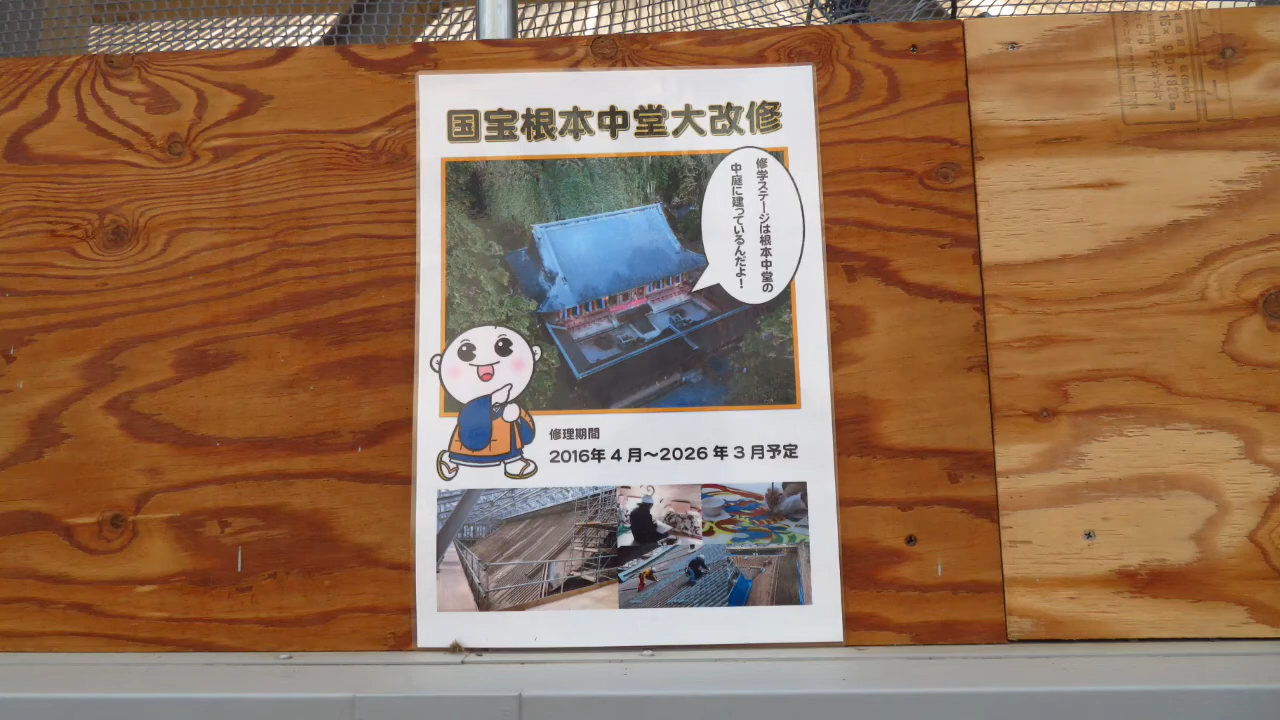 国宝根本中堂大改修
修学ステージは根本中堂の
中庭に建っているんだよ！
修理期間
2016年4月〜2026年3月予定